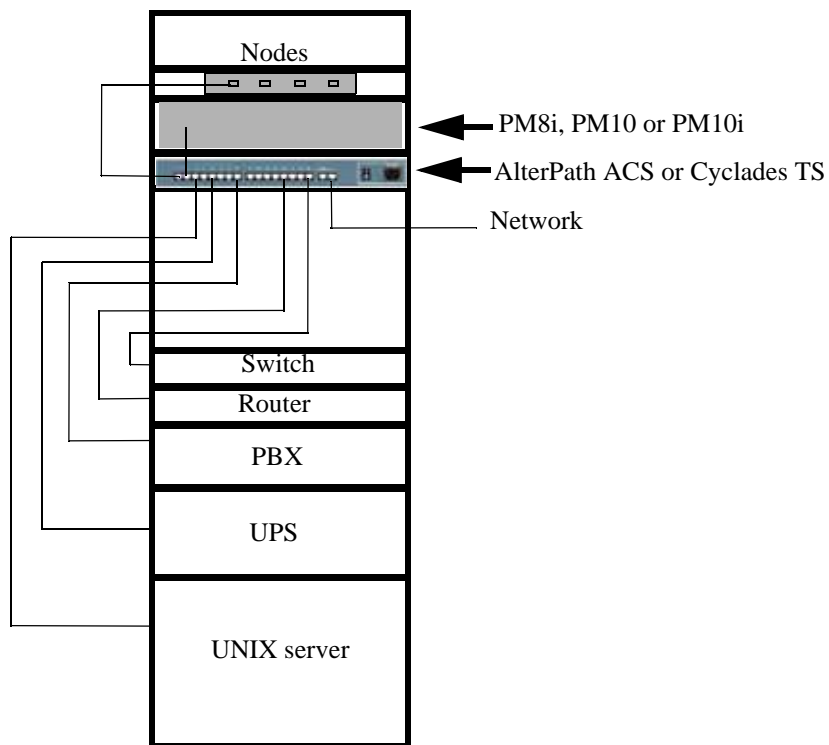 Nodes
PM8i, PM10 or PM10i
AlterPath ACS or Cyclades TS
Network
Switch
Router
PBX
UPS
UNIX server